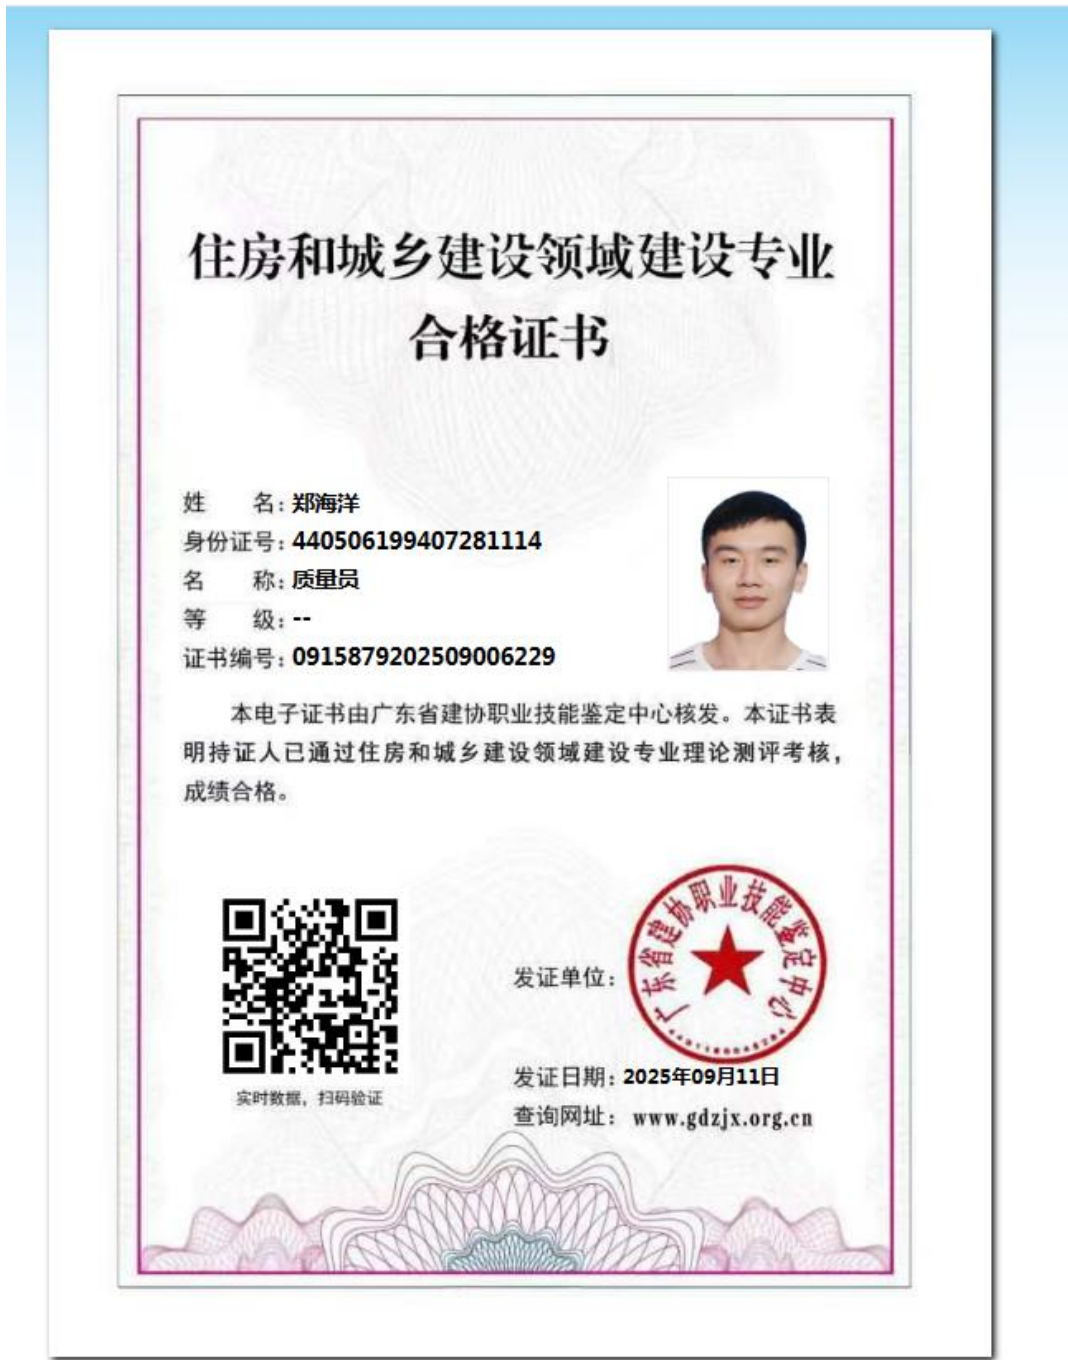 住房和城乡建设领域建设专业
合格证书
姓 名：郑海洋
身份证号：440506199407281114
名 称：质量员
等 级：--
证书编号：0915879202509006229
本电子证书由广东省建协职业技能鉴定中心核发。本证书表
明持证人已通过住房和城乡建设领域建设专业理论测评考核，
成绩合格。
实时数据，扫码验证
发证单位：
广东省建协职业技能鉴定中心
发证日期：2025年09月11日
查询网址：www.gdzjx.org.cn